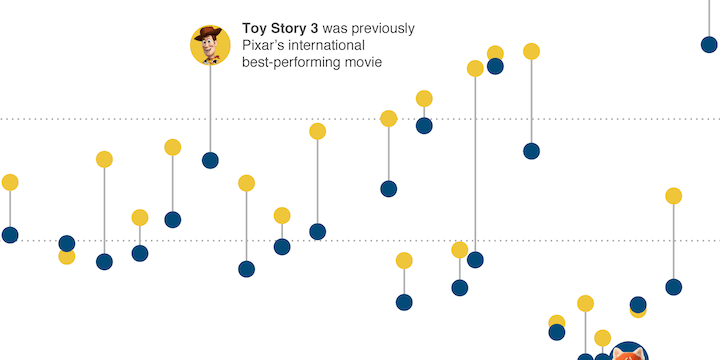 Toy Story 3 was previously
Pixar’s international
best-performing movie